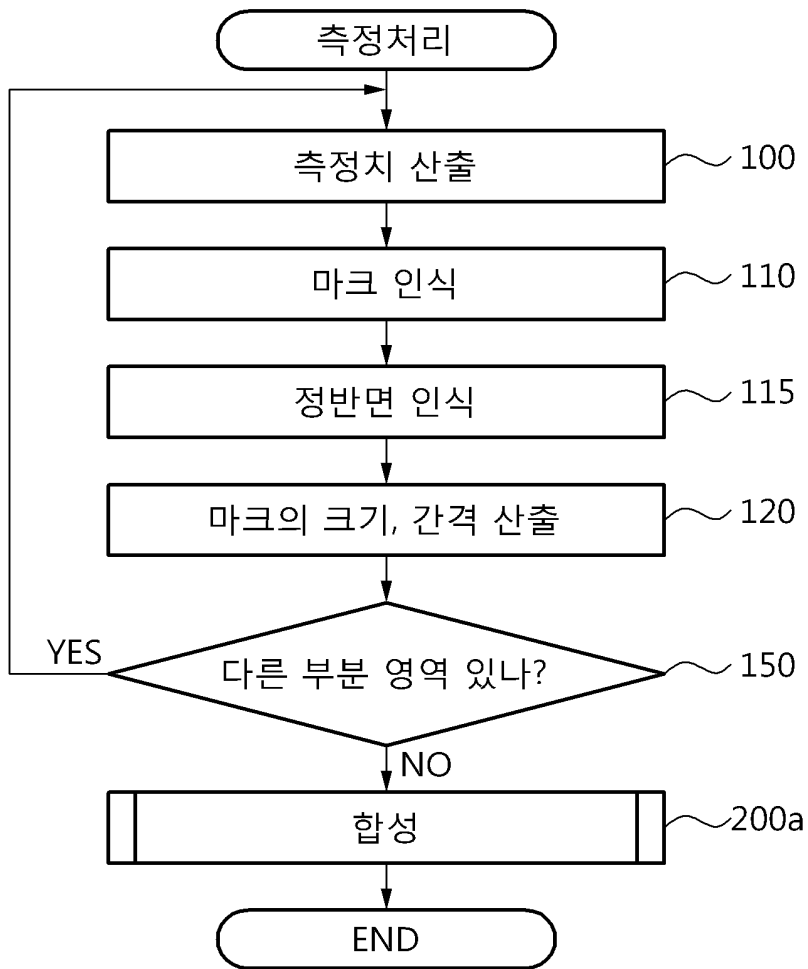 측정처리
측정치 산출
100
마크 인식
110
정반면 인식
115
마크의 크기, 간격 산출
120
YES
다른 부분 영역 있나?
150
NO
합성
200a
END